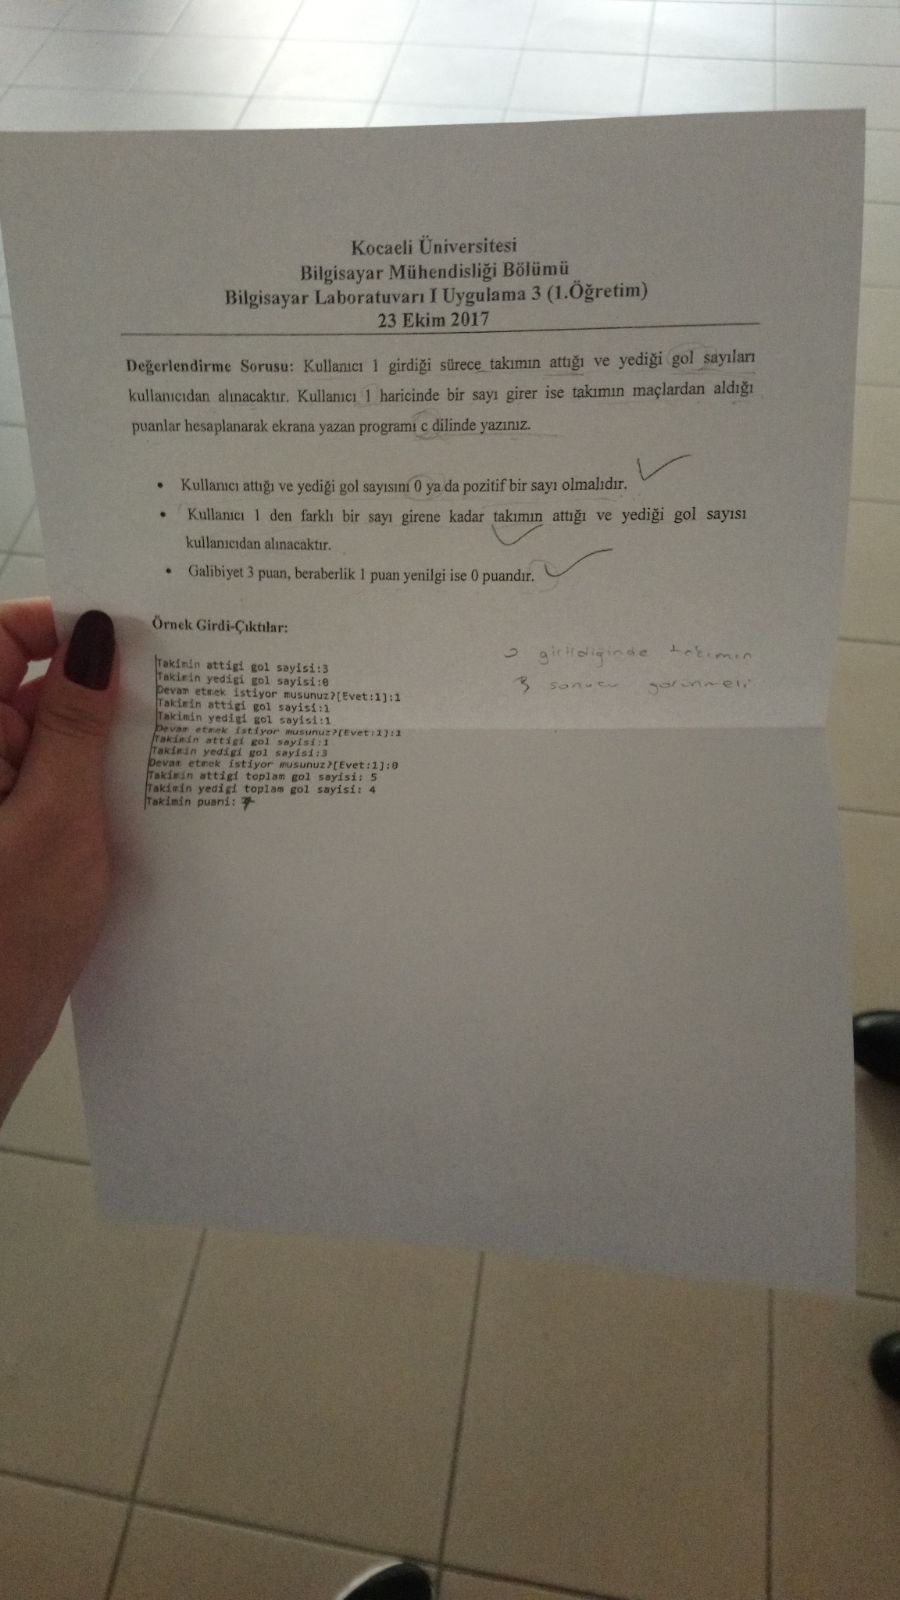 Kocaeli Üniversitesi
Bilgisayar Mühendisliği Bölümü
Bilgisayar Laboratuvarı I Uygulama 3 (1.Öğretim)
23 Ekim 2017
Değerlendirme Sorusu: Kullanıcı 1 girdiği sürece takımın attığı ve yediği gol sayıları
kullanıcıdan alınacaktır. Kullanıcı 1 haricinde bir sayı girer ise takımın maçlardan aldığı
puanlar hesaplanarak ekrana yazan programı c dilinde yazınız.
• Kullanıcı attığı ve yediği gol sayısını 0 ya da pozitif bir sayı olmalıdır.
• Kullanıcı 1 den farklı bir sayı girene kadar takımın attığı ve yediği gol sayısı
kullanıcıdan alınacaktır.
• Galibiyet 3 puan, beraberlik 1 puan yenilgi ise 0 puandır.
Örnek Girdi-Çıktılar:
girildiğinde takımın
sonucu görünmeli
Takimin attigi gol sayisi:3
Takimin yedigi gol sayisi:0
Devam etmek istiyor musunuz?[Evet:1]:1
Takimin attigi gol sayisi:1
Takimin yedigi gol sayisi:1
Devam etmek istiyor musunuz?[Evet:1]:1
Takimin attigi gol sayisi:1
Takimin yedigi gol sayisi:3
Devam etmek istiyor musunuz?[Evet:1]:0
Takimin attigi toplam gol sayisi: 5
Takimin yedigi toplam gol sayisi: 4
Takimin puani: